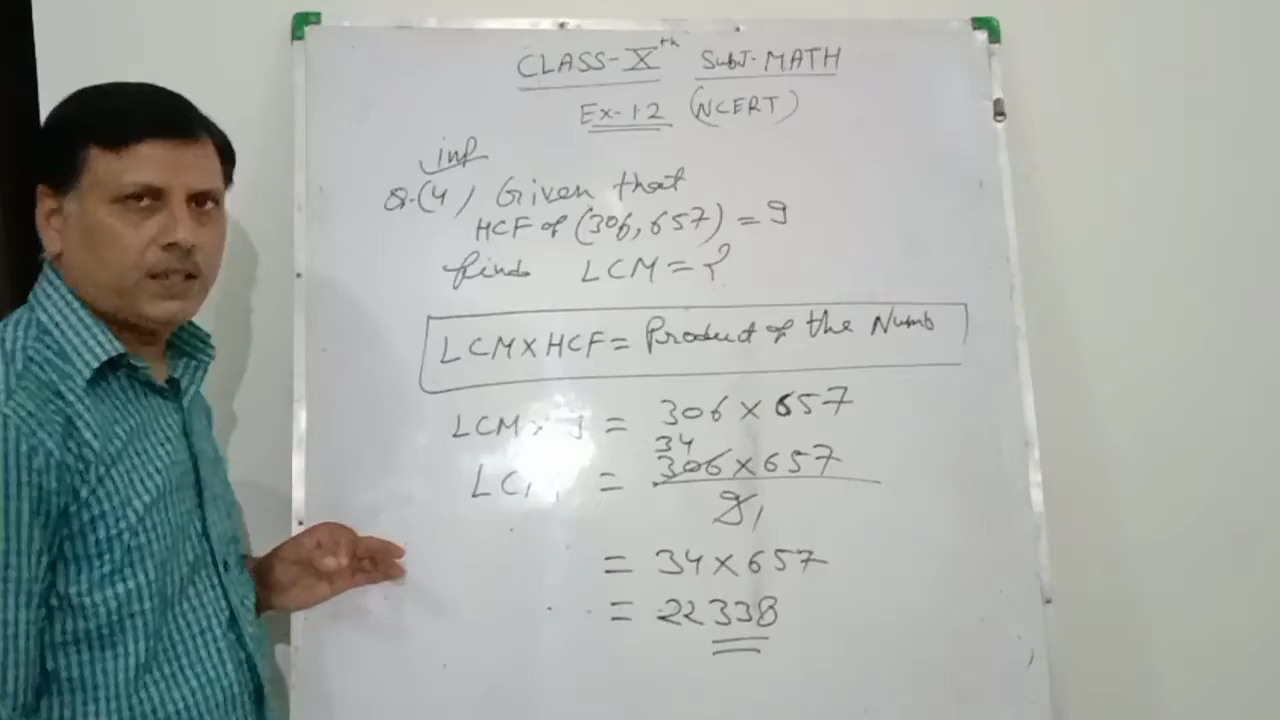 CLASS-Xth SUBJ-MATH
Ex-1.2 (NCERT)
imp
Q.(4) Given that
HCF of (306, 657) = 9
find LCM = ?
LCM X HCF = Product of the Numb
LCM × 9 = 306 × 657
34
= 306 × 657
9 1
= 34 × 657
= 22338